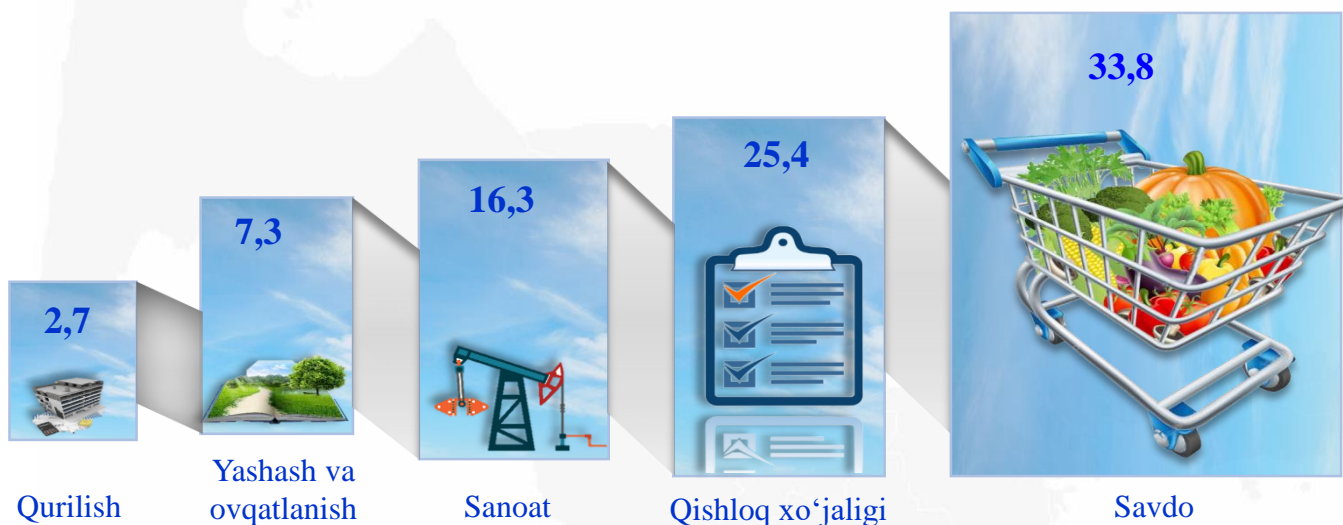 33,8
25,4
16,3
7,3
2,7
Qurilish
Yashash va
ovqatlanish
Sanoat
Qishloq xo‘jaligi
Savdo